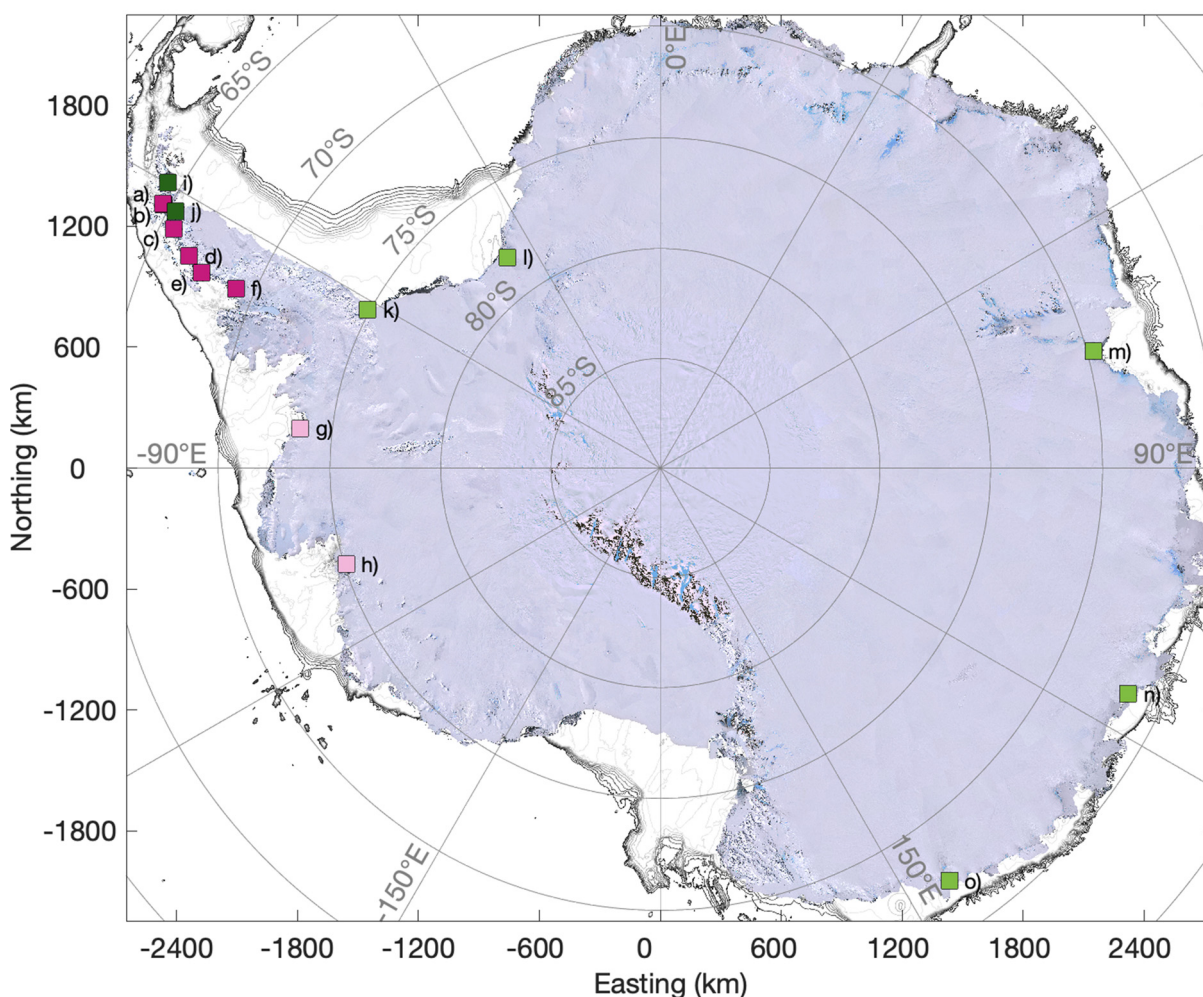 0°E
65°S
1800
70°S
i)
a)
j)
b)
75°S
1200
c)
d)
l)
e)
f)
80°S
k)
600
m)
85°S
g)
-90°E
90°E
0
Northing (km)
h)
-600
n)
-1200
-1800
-150°E
150°E
o)
-2400
-1800
-1200
-600
0
600
1200
1800
2400
Easting (km)